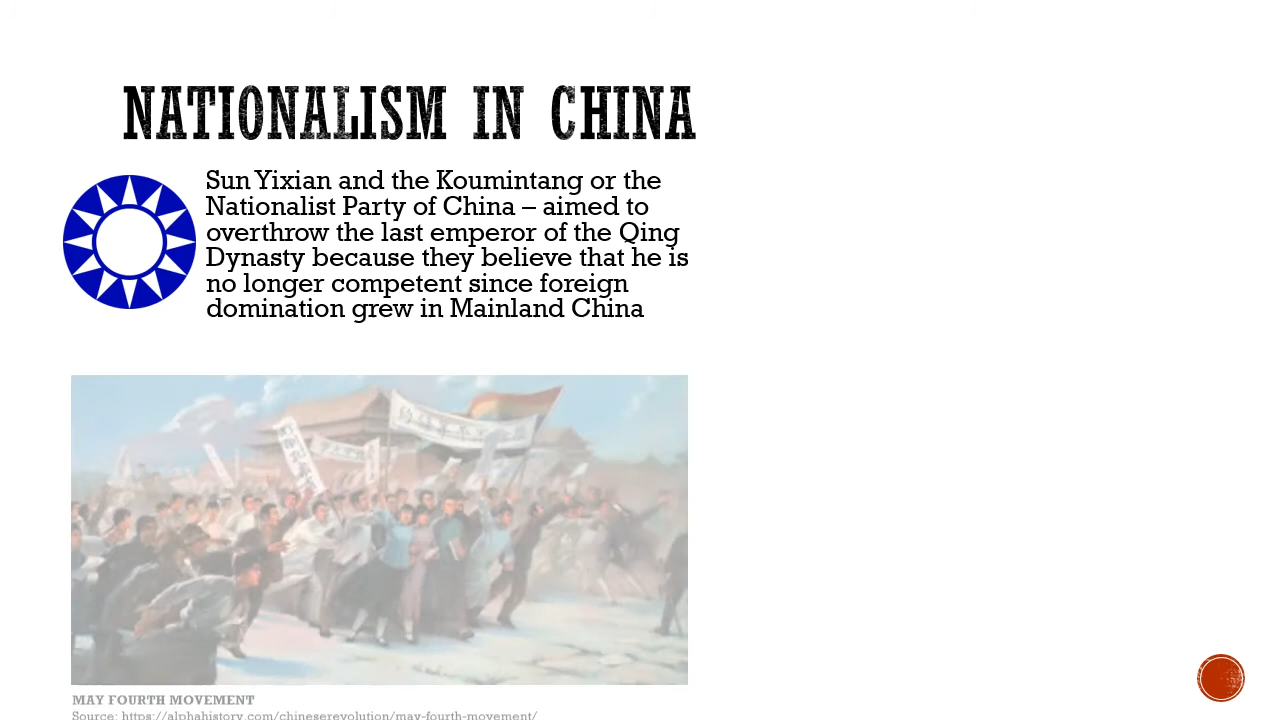 NATIONALISM IN CHINA
Sun Yixian and the Koumintang or the
Nationalist Party of China – aimed to
overthrow the last emperor of the Qing
Dynasty because they believe that he is
no longer competent since foreign
domination grew in Mainland China
MAY FOURTH MOVEMENT
Source: https://alphahistory.com/chineserevolution/may-fourth-movement/